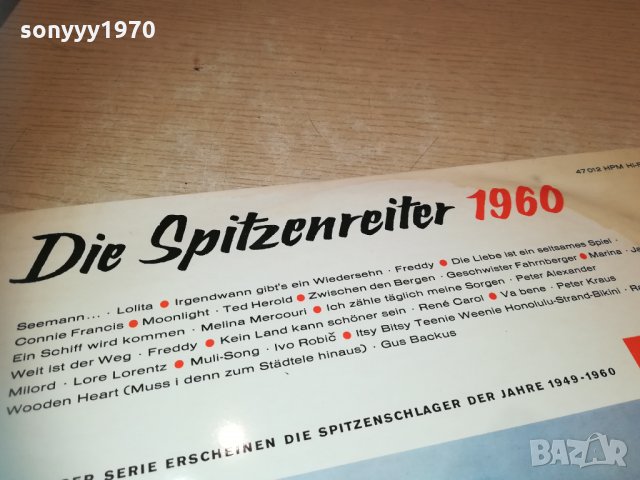 sonyyy1970
47 012 HPM HI-F
Die Spitzenreiter 1960
Seemann... · Lolita ● Irgendwann gibt's ein Wiedersehn · Freddy ● Die Liebe ist ein seltsames Spiel ·
Connie Francis ● Moonlight · Ted Herold ● Zwischen den Bergen · Geschwister Fahrnberger ● Marina ·
Ein Schiff wird kommen · Melina Mercouri ● Ich zähle täglich meine Sorgen · Peter Alexander
Weit ist der Weg · Freddy ● Kein Land kann schöner sein · René Carol ● Va bene · Peter Kraus
Milord · Lore Lorentz ● Muli-Song · Ivo Robič ● Itsy Bitsy Teenie Weenie Honolulu-Strand-Bikini ·
Wooden Heart (Muss i denn zum Städtele hinaus) · Gus Backus
SERIE ERSCHEINEN DIE SPITZENSCHLAGER DER JAHRE 1949-1960
BAZAR